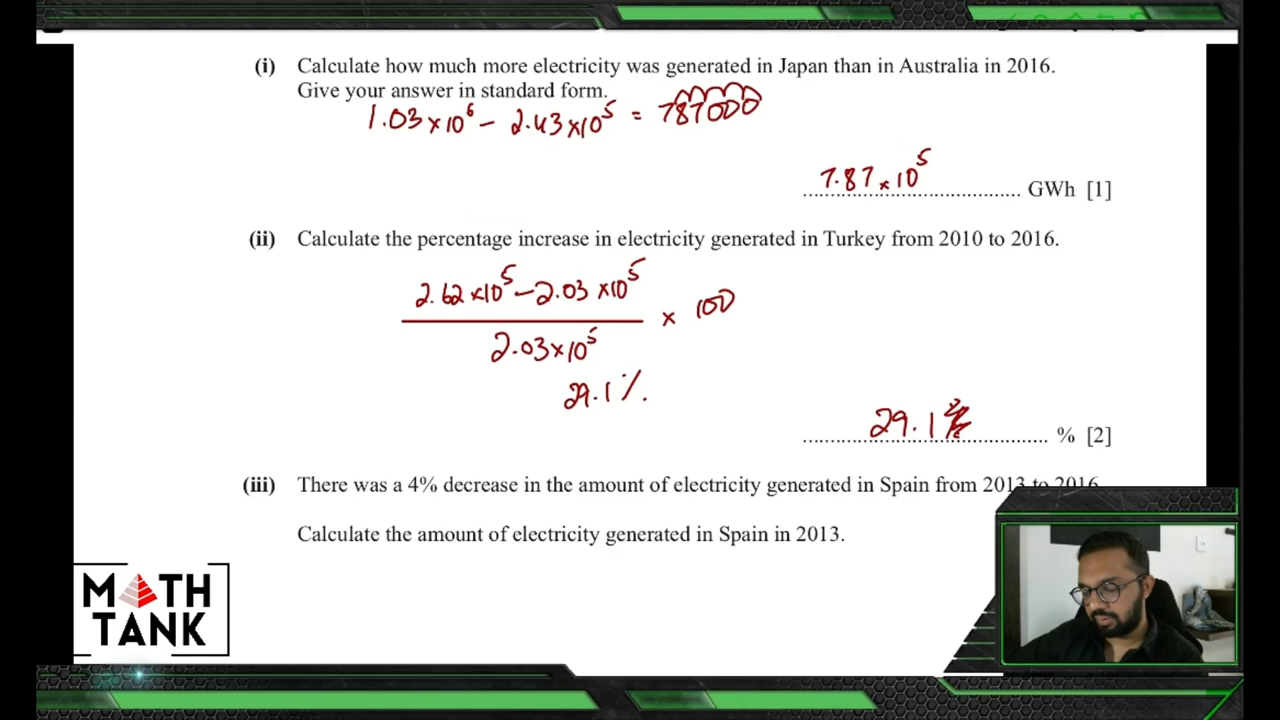 (i) Calculate how much more electricity was generated in Japan than in Australia in 2016.
Give your answer in standard form.
1.03×10⁶ − 2.43×10⁵ = 787000
7.87×10⁵
GWh [1]
(ii) Calculate the percentage increase in electricity generated in Turkey from 2010 to 2016.
2.62×10⁵ − 2.03×10⁵
× 100
2.03×10⁵
29.1%
29.1
% [2]
(iii) There was a 4% decrease in the amount of electricity generated in Spain from 2013 to 2016
Calculate the amount of electricity generated in Spain in 2013.
MATH
TANK